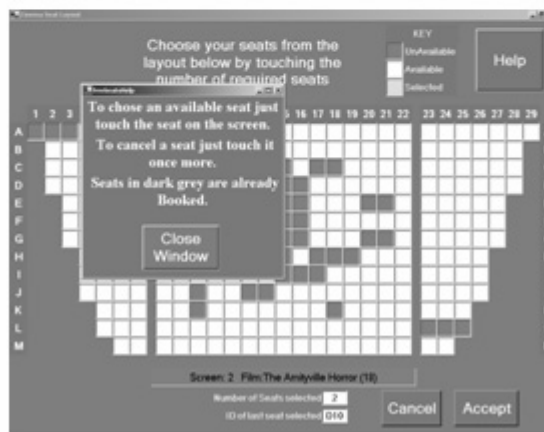 KEY
UnAvailable
Available
Selected
Help
Choose your seats from the
layout below by touching the
number of required seats
To chose an available seat just
touch the seat on the screen.
To cancel a seat just touch it
once more.
Seats in dark grey are already
Booked.
Close
Window
1 2 3 15 16 17 18 19 20 21 22 23 24 25 26 27 28 29
A
B
C
D
E
F
G
H
I
J
K
L
M
Screen: 2 Film:The Amityville Horror (18)
Number of Seats selected 2
ID of last seat selected D10
Cancel
Accept